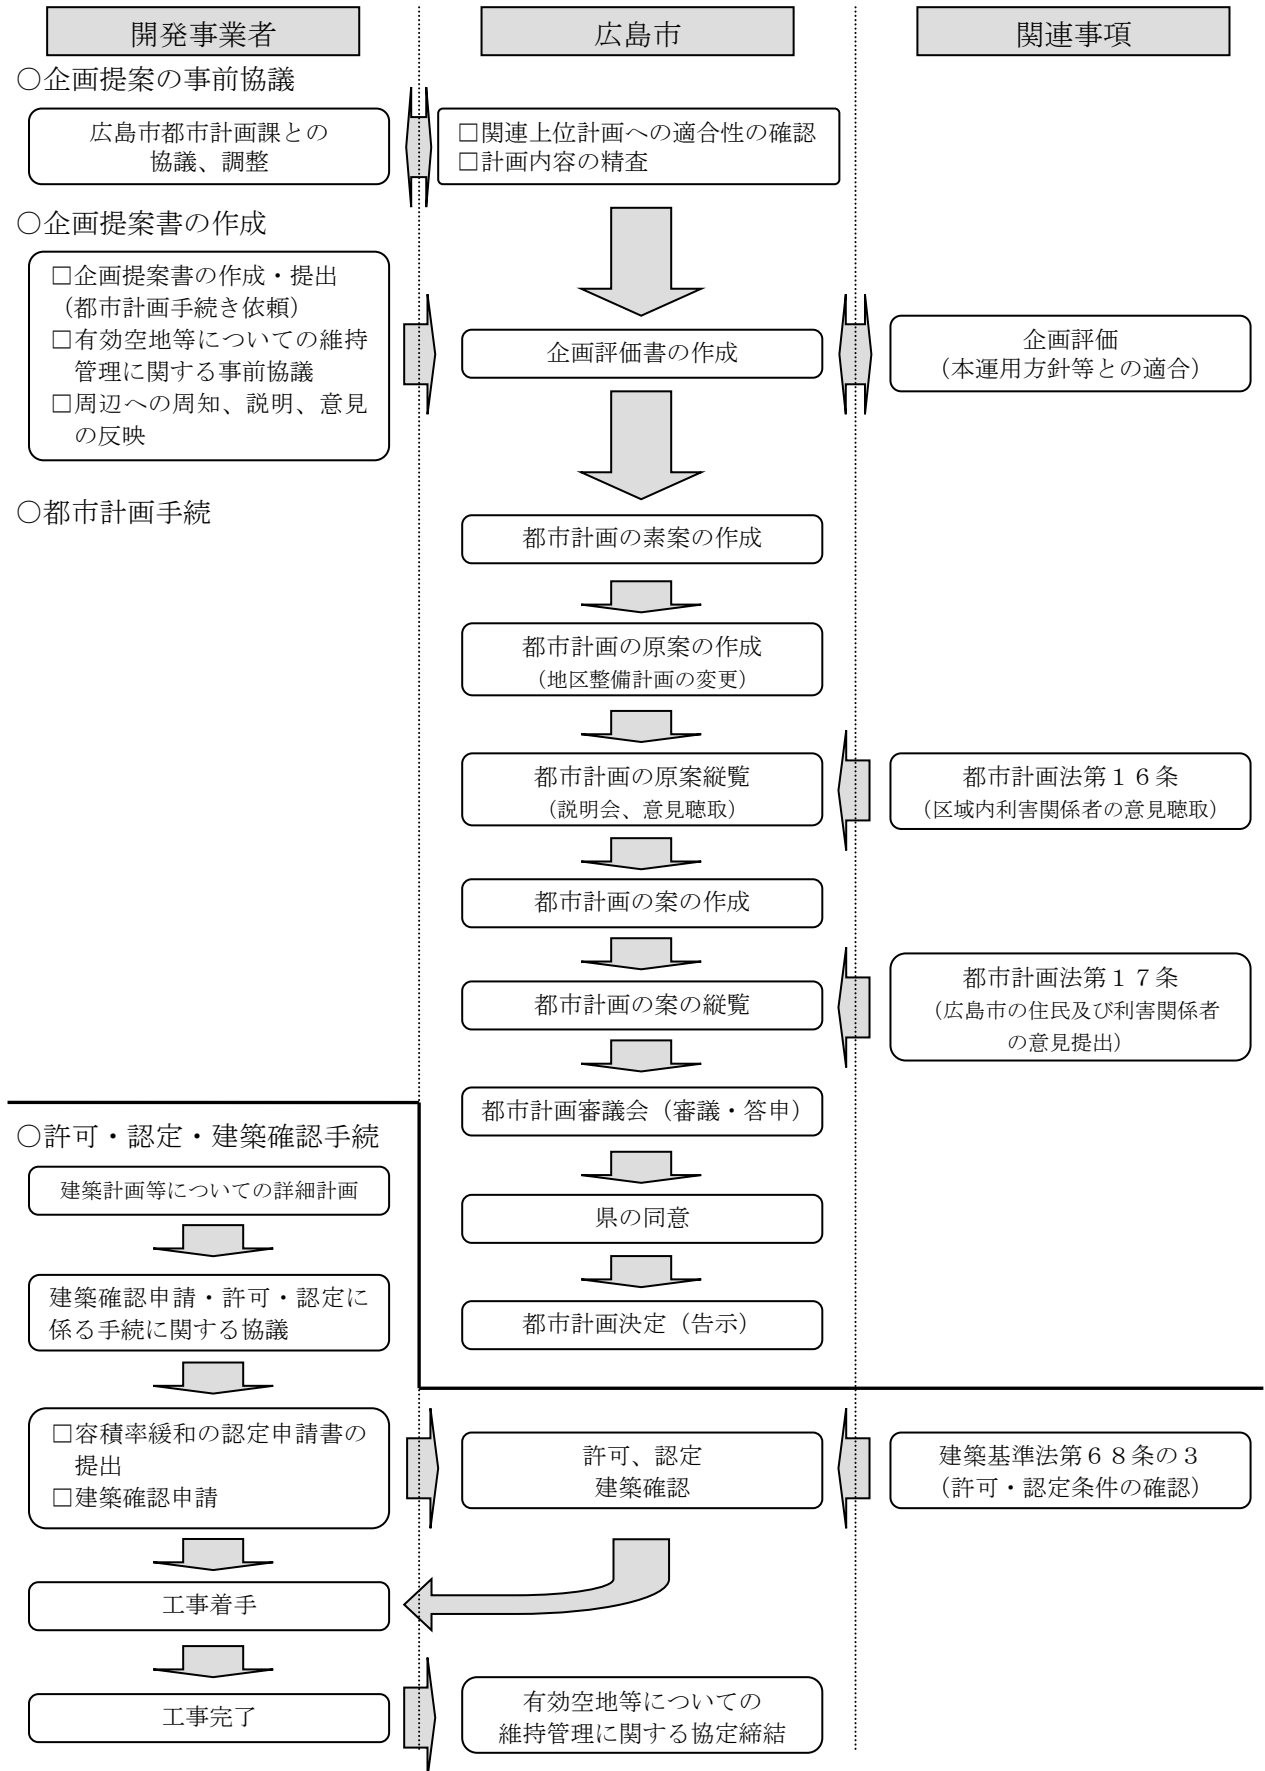 開発事業者
広島市
関連事項
○企画提案の事前協議
広島市都市計画課との
協議、調整
□関連上位計画への適合性の確認
□計画内容の精査
○企画提案書の作成
□企画提案書の作成・提出
（都市計画手続き依頼）
□有効空地等についての維持
管理に関する事前協議
□周辺への周知、説明、意見
の反映
企画評価書の作成
企画評価
（本運用方針等との適合）
○都市計画手続
都市計画の素案の作成
都市計画の原案の作成
（地区整備計画の変更）
都市計画の原案縦覧
（説明会、意見聴取）
都市計画法第１６条
（区域内利害関係者の意見聴取）
都市計画の案の作成
都市計画の案の縦覧
都市計画法第１７条
（広島市の住民及び利害関係者
の意見提出）
都市計画審議会（審議・答申）
県の同意
都市計画決定（告示）
○許可・認定・建築確認手続
建築計画等についての詳細計画
建築確認申請・許可・認定に
係る手続に関する協議
□容積率緩和の認定申請書の
提出
□建築確認申請
許可、認定
建築確認
建築基準法第６８条の３
（許可・認定条件の確認）
工事着手
工事完了
有効空地等についての
維持管理に関する協定締結